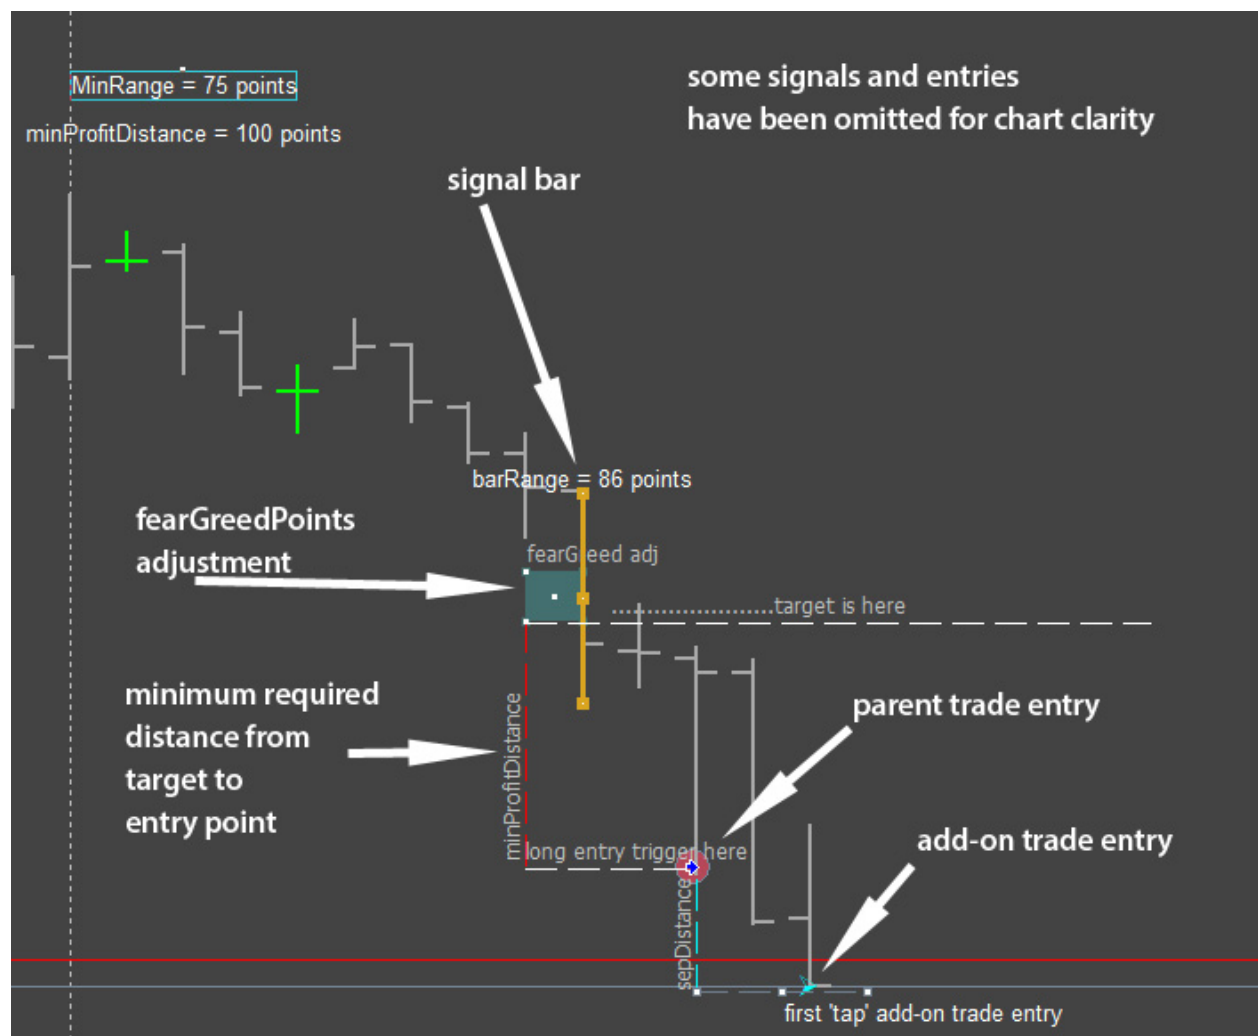 MinRange = 75 points
minProfitDistance = 100 points
some signals and entries
have been omitted for chart clarity
signal bar
barRange = 86 points
fearGreedPoints
adjustment
fearGreed adj
target is here
minimum required
distance from
target to
entry point
minProfitDistance
parent trade entry
long entry trigger here
add-on trade entry
sepDistance
first 'tap' add-on trade entry